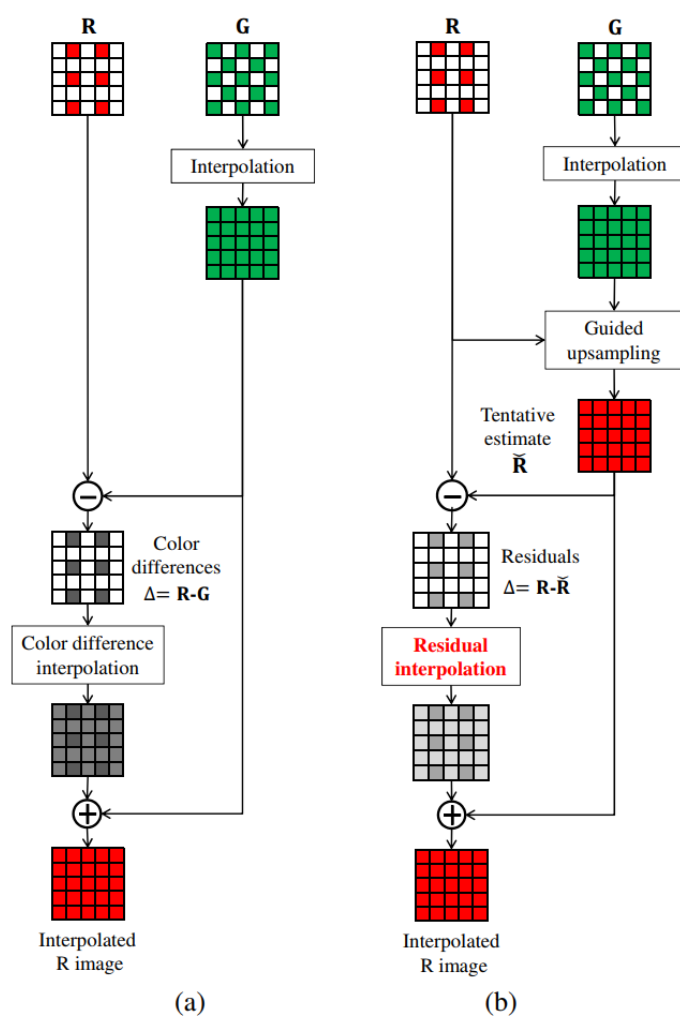 R
G
Interpolation
Color
differences
Δ= R-G
Color difference
interpolation
Interpolated
R image
(a)
R
G
Interpolation
Guided
upsampling
Tentative
estimate
R̆
Residuals
Δ= R-R̆
Residual
interpolation
Interpolated
R image
(b)